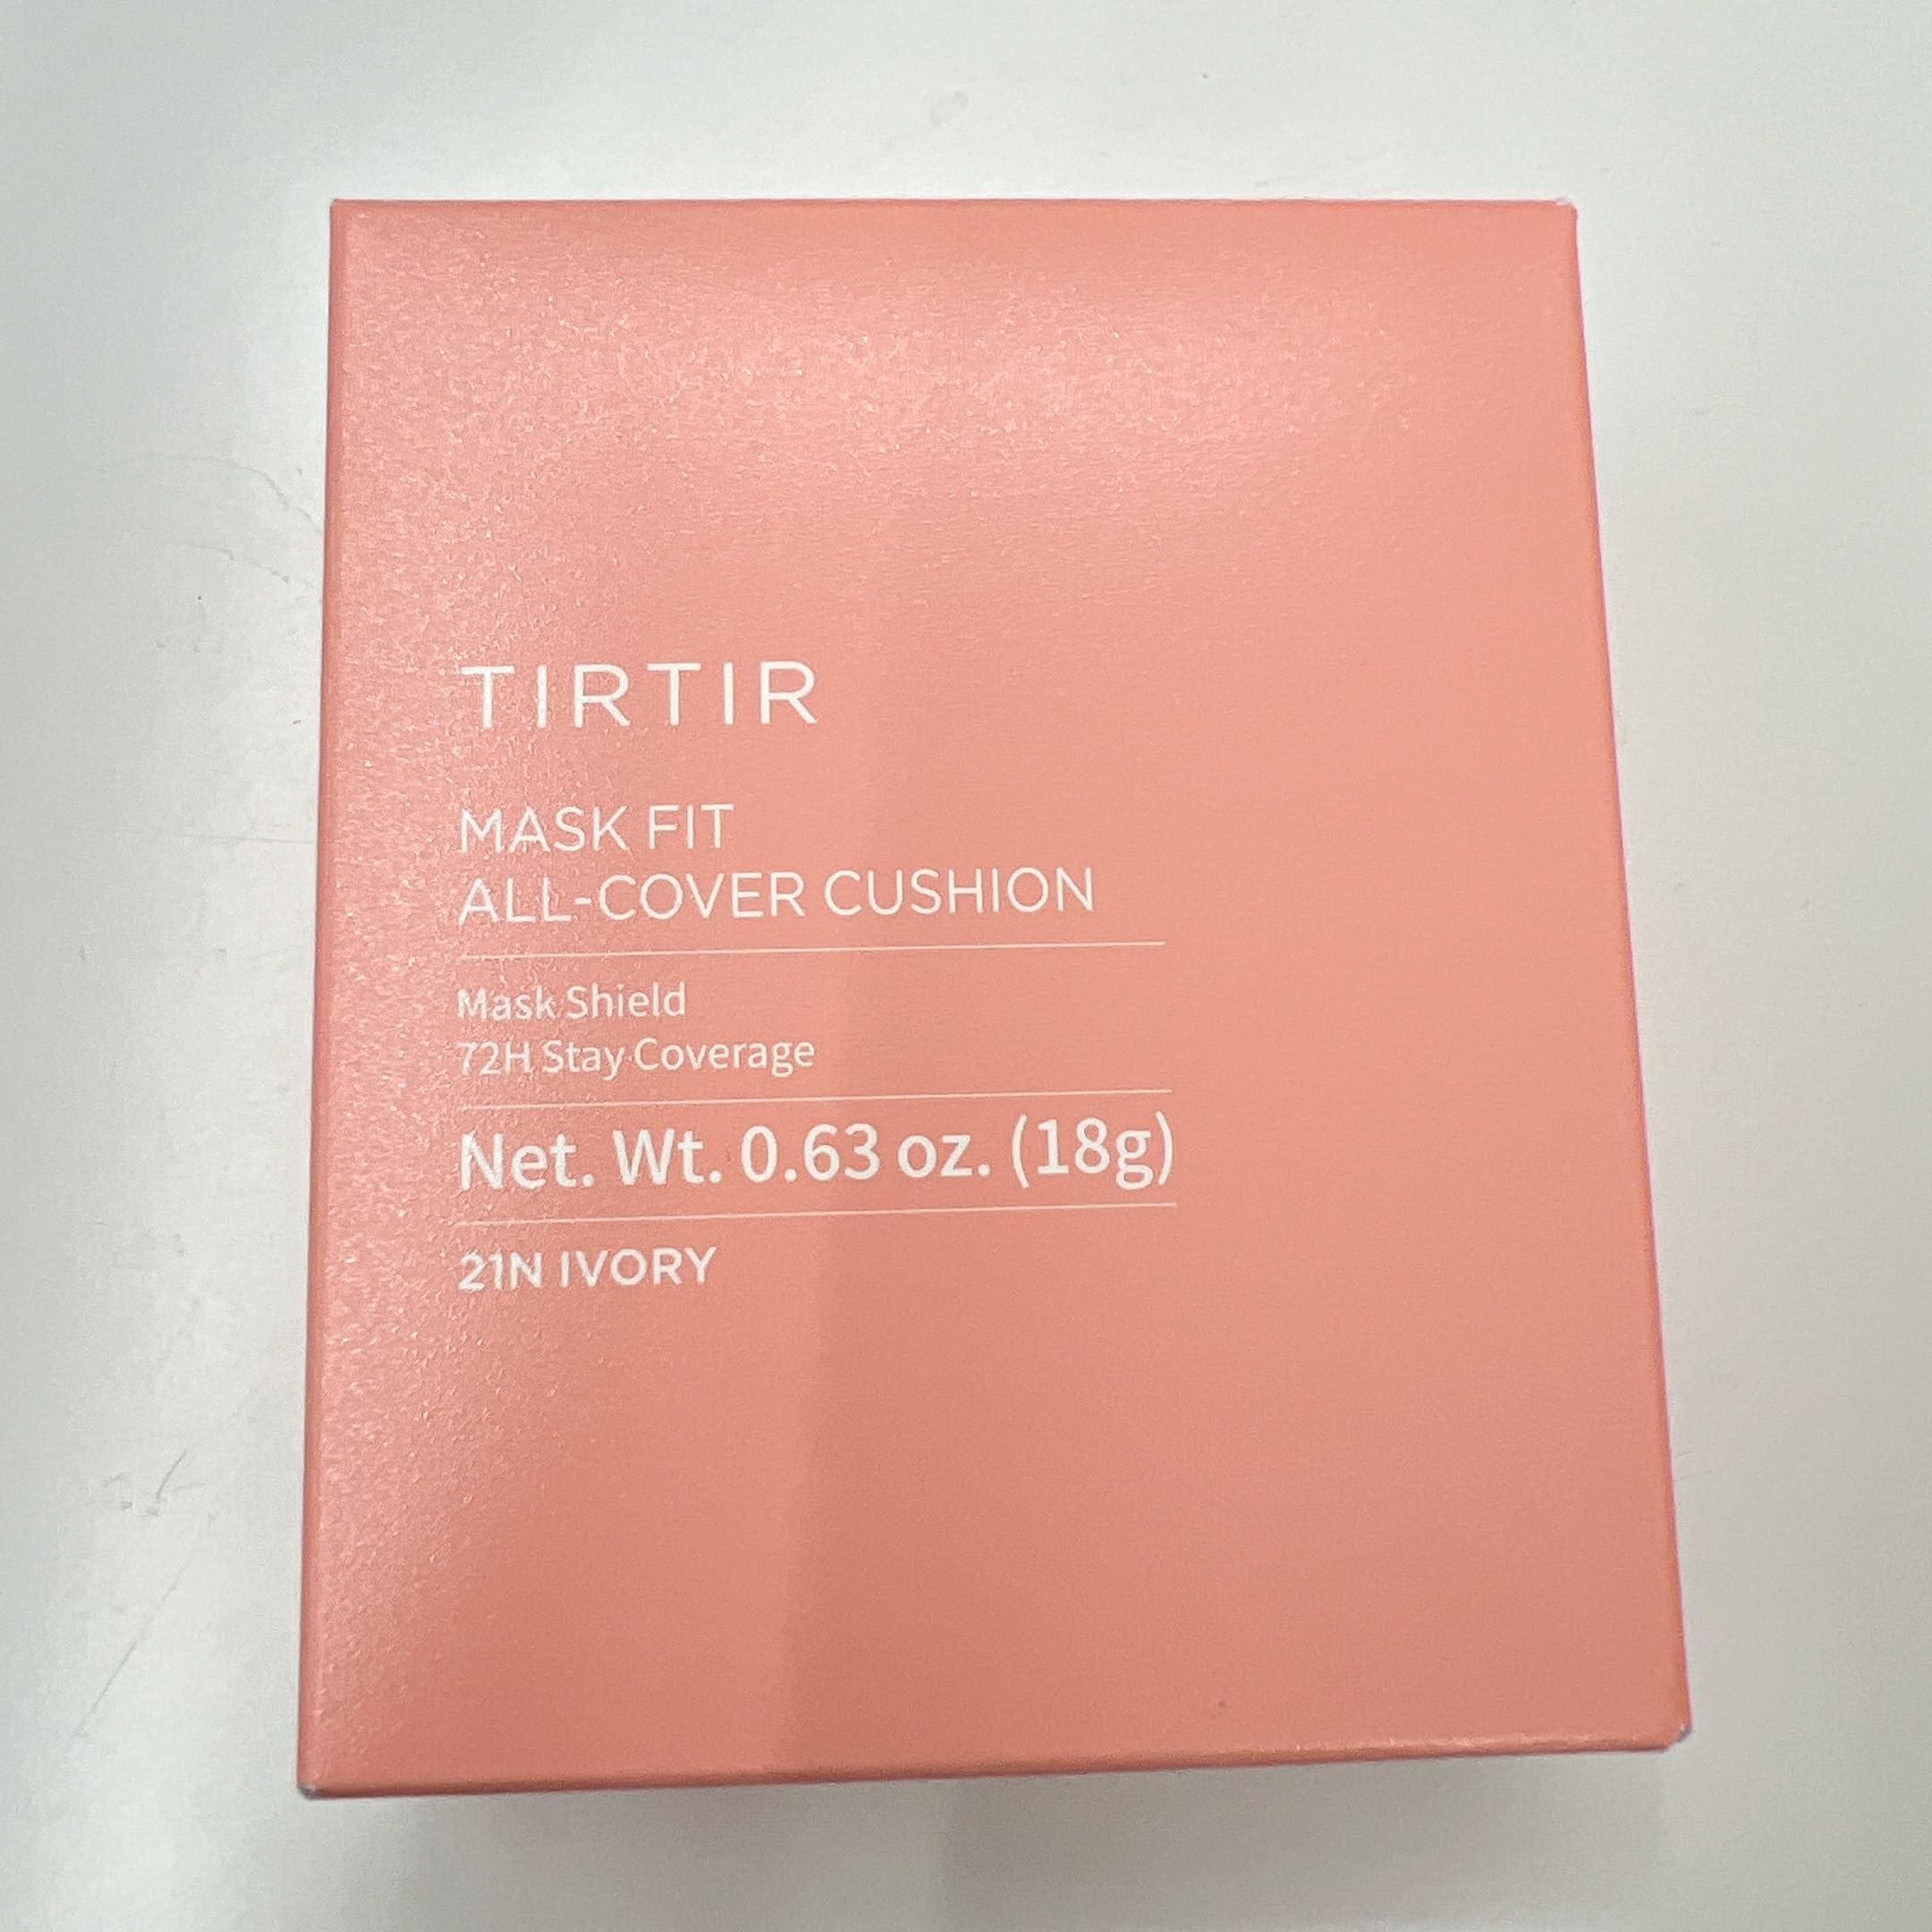 TIRTIR
MASK FIT
ALL-COVER CUSHION
Mask Shield
72H Stay Coverage
Net. Wt. 0.63 oz. (18g)
21N IVORY